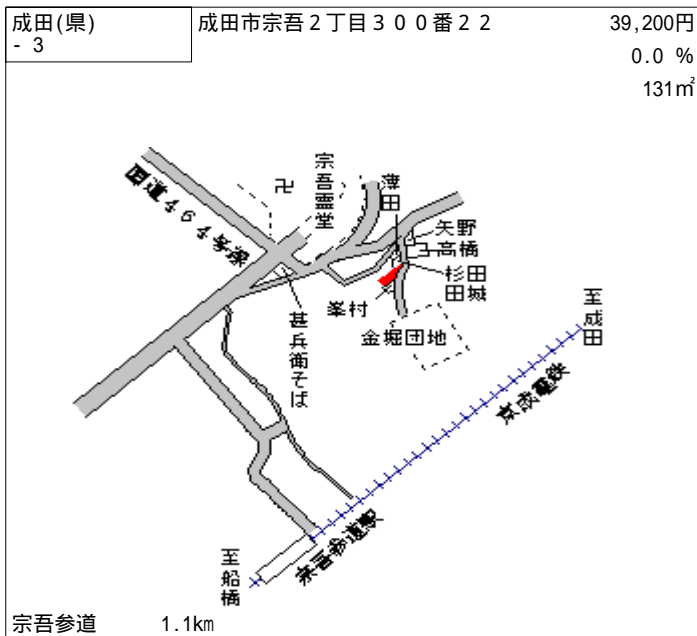 成田(県)
- 3
成田市宗吾２丁目３００番２２
39,200円
0.0 %
131㎡
国道４６４号線
卍
宗吾霊堂
薄田
矢野
高橋
杉田
田城
峯村
金堀団地
甚兵衛そば
至成田
京成電鉄
宗吾参道駅
至船橋
宗吾参道 1.1km